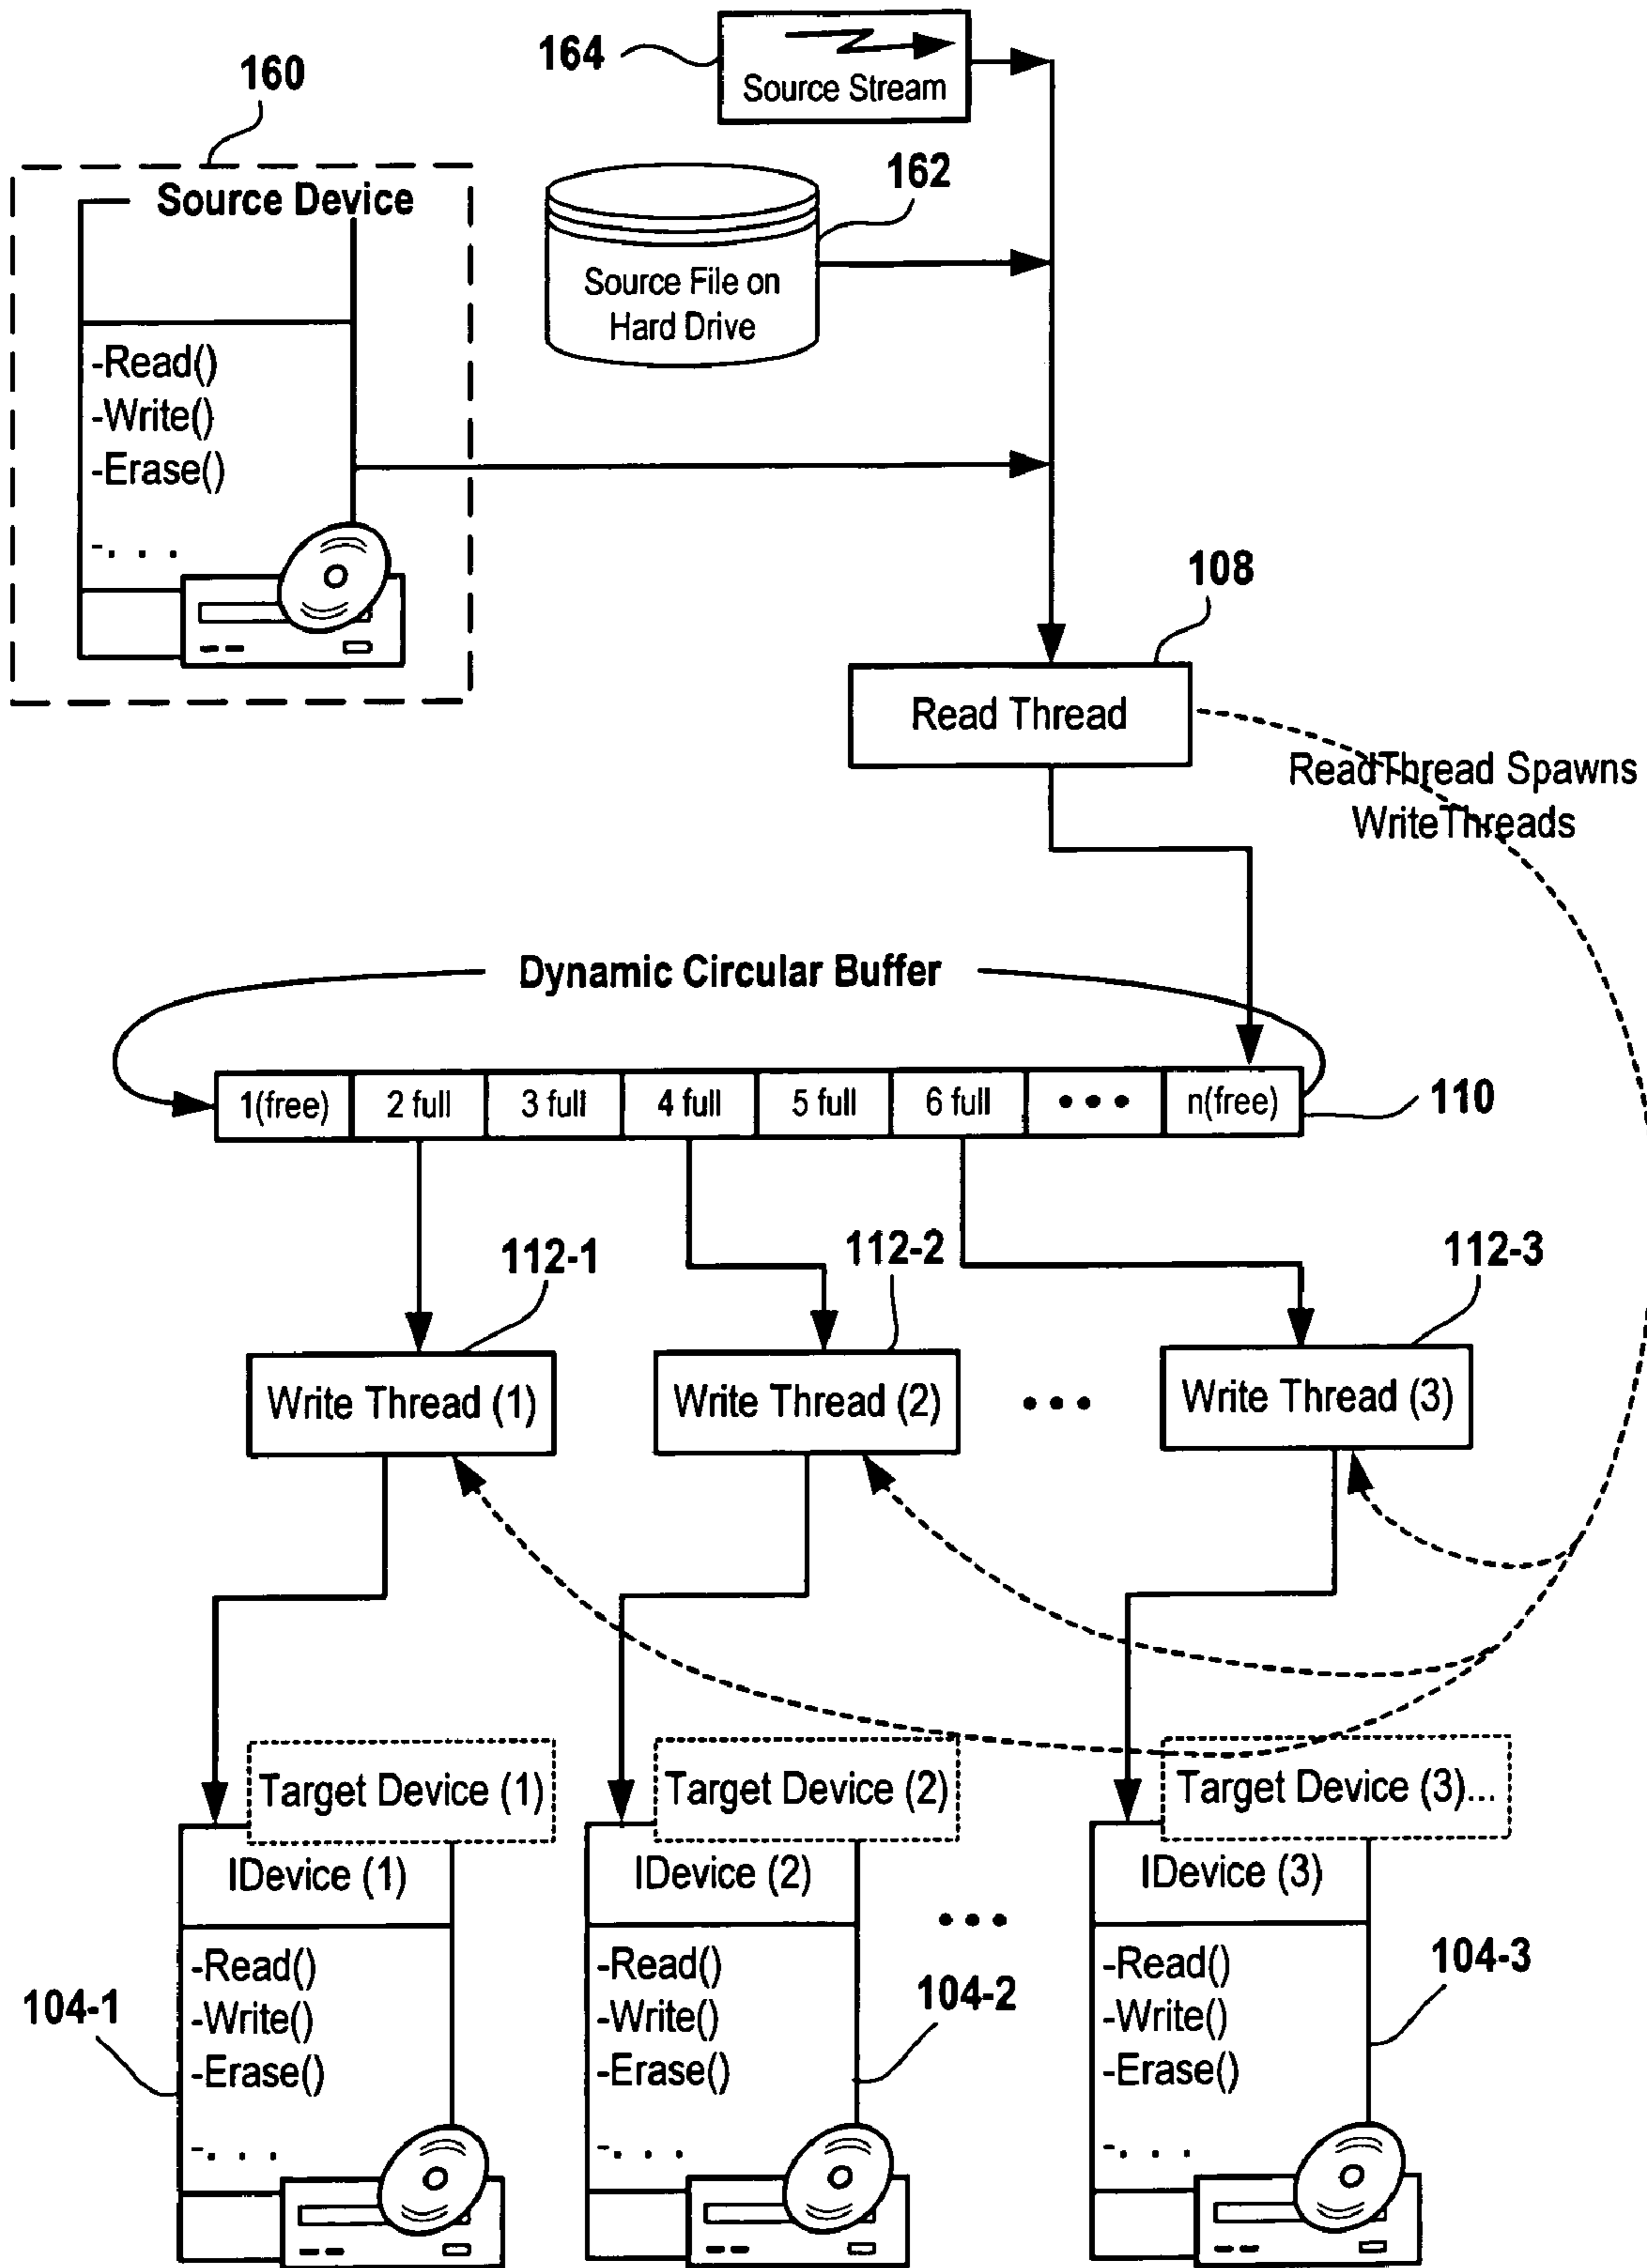 164
Source Stream
160
162
Source Device
Source File on
Hard Drive
-Read()
-Write()
-Erase()
-. . .
108
Read Thread
ReadThread Spawns
WriteThreads
Dynamic Circular Buffer
1(free) 2 full 3 full 4 full 5 full 6 full ••• n(free)
110
112-1 112-2 112-3
Write Thread (1) Write Thread (2) ••• Write Thread (3)
Target Device (1) Target Device (2) Target Device (3)...
IDevice (1) IDevice (2) ••• IDevice (3)
104-1 104-2 104-3
-Read() -Read() -Read()
-Write() -Write() -Write()
-Erase() -Erase() -Erase()
-. . . -. . . -. . .